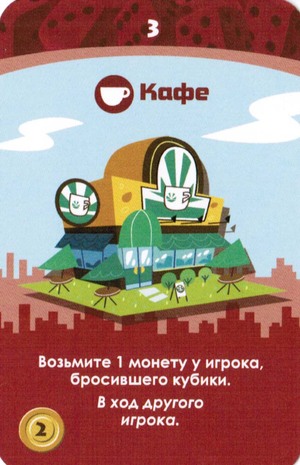 3
Кафе
Возьмите 1 монету у игрока,
бросившего кубики.
В ход другого
игрока.
2